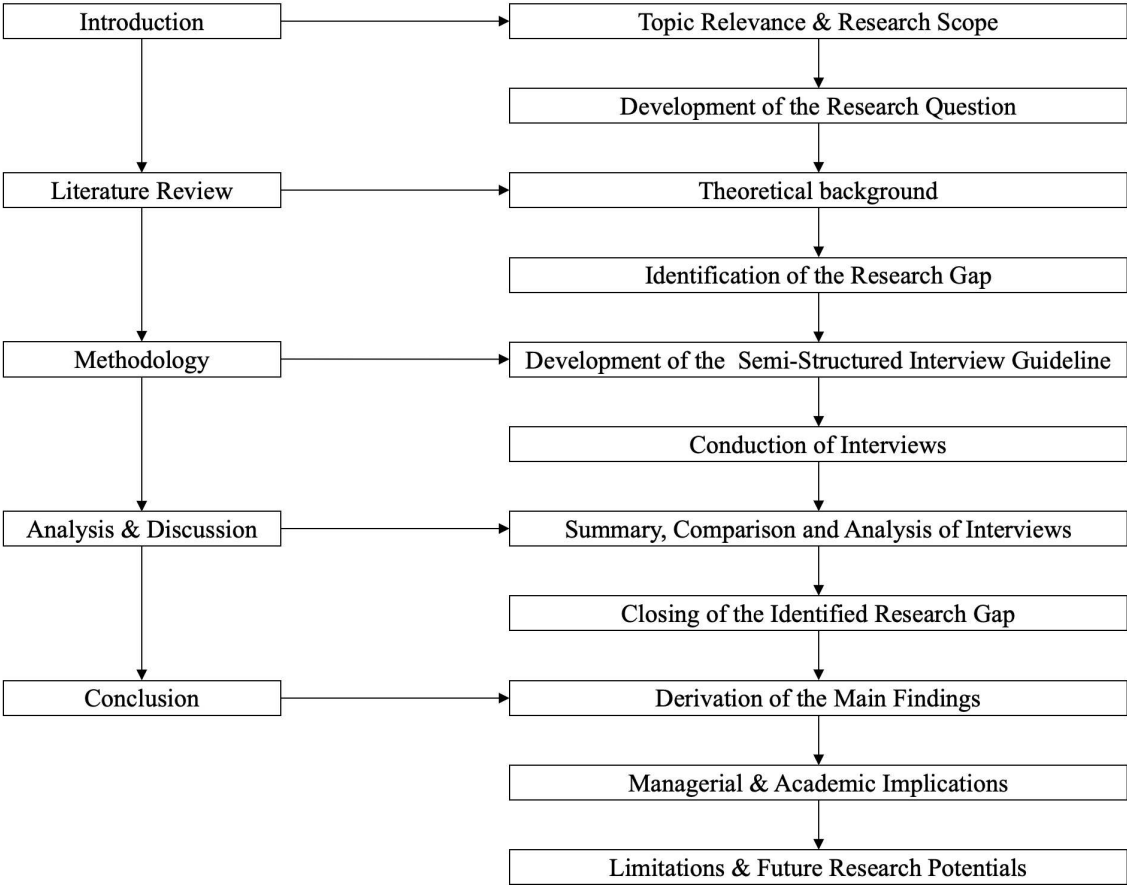 Introduction
Topic Relevance & Research Scope
Development of the Research Question
Literature Review
Theoretical background
Identification of the Research Gap
Methodology
Development of the  Semi-Structured Interview Guideline
Conduction of Interviews
Analysis & Discussion
Summary, Comparison and Analysis of Interviews
Closing of the Identified Research Gap
Conclusion
Derivation of the Main Findings
Managerial & Academic Implications
Limitations & Future Research Potentials